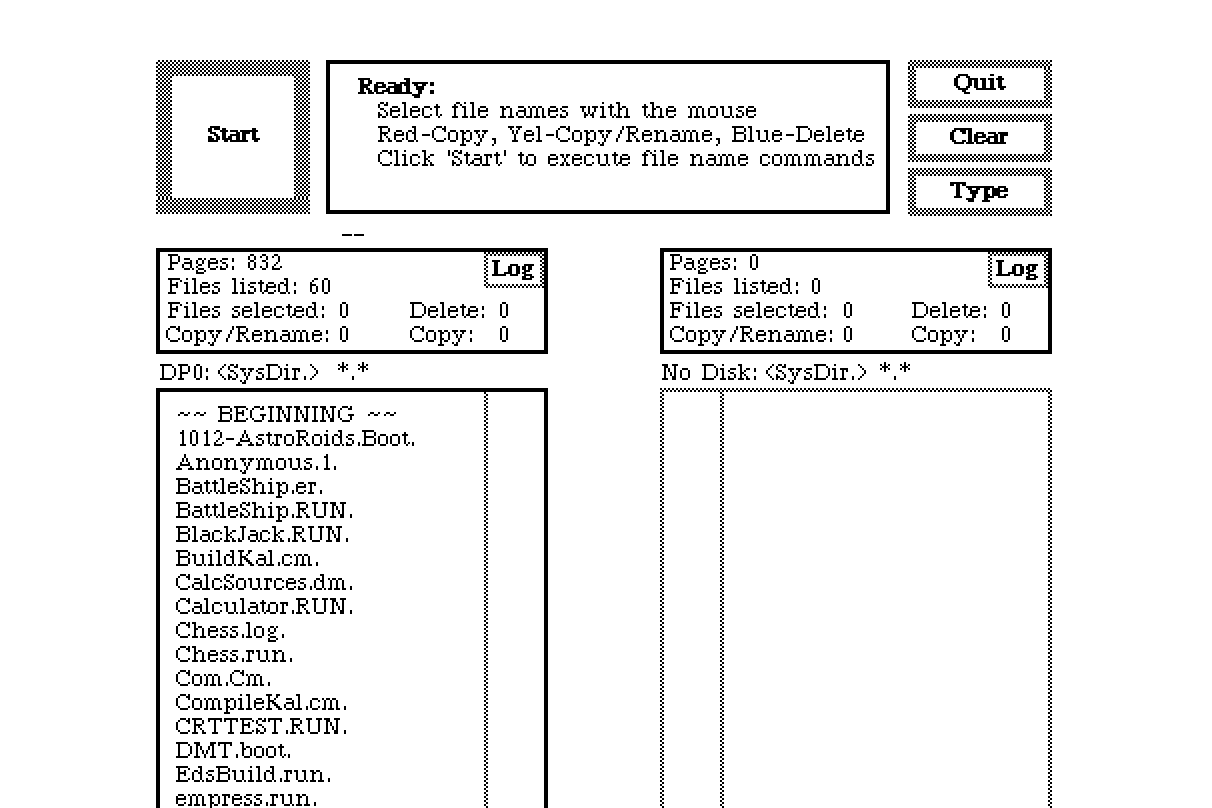 Start
Ready:
Select file names with the mouse
Red-Copy, Yel-Copy/Rename, Blue-Delete
Click 'Start' to execute file name commands
Quit
Clear
Type
--
Pages: 832
Log
Files listed: 60
Files selected: 0 Delete: 0
Copy/Rename: 0 Copy: 0
DP0: <SysDir.> *.*
Pages: 0
Log
Files listed: 0
Files selected: 0 Delete: 0
Copy/Rename: 0 Copy: 0
No Disk: <SysDir.> *.*
~~ BEGINNING ~~
1012-AstroRoids.Boot.
Anonymous.1.
BattleShip.er.
BattleShip.RUN.
BlackJack.RUN.
BuildKal.cm.
CalcSources.dm.
Calculator.RUN.
Chess.log.
Chess.run.
Com.Cm.
CompileKal.cm.
CRTTEST.RUN.
DMT.boot.
EdsBuild.run.
empress.run.